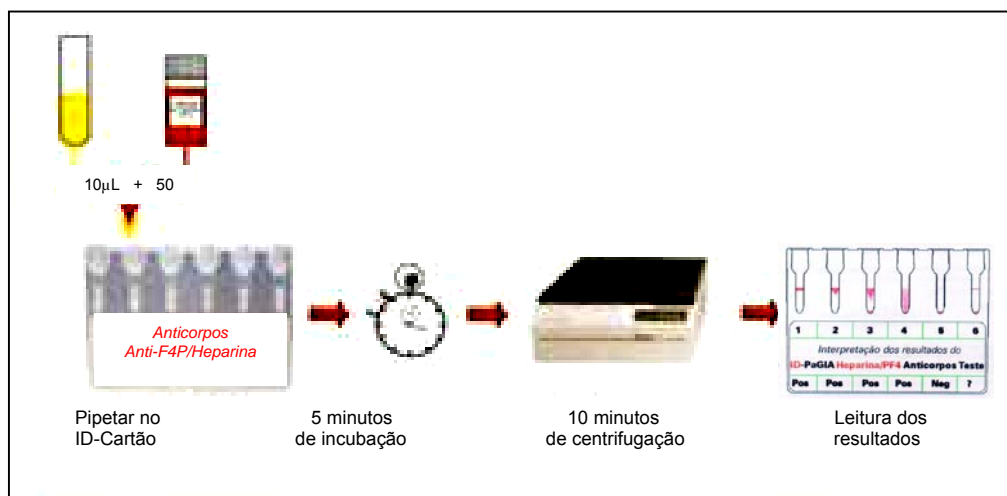 10µL + 50
Anticorpos
Anti-F4P/Heparina
1 2 3 4 5 6
Interpretação dos resultados do
ID-PaGIA Heparina/PF4 Anticorpos Teste
Pos Pos Pos Pos Neg ?
Pipetar no
ID-Cartão
5 minutos
de incubação
10 minutos
de centrifugação
Leitura dos
resultados